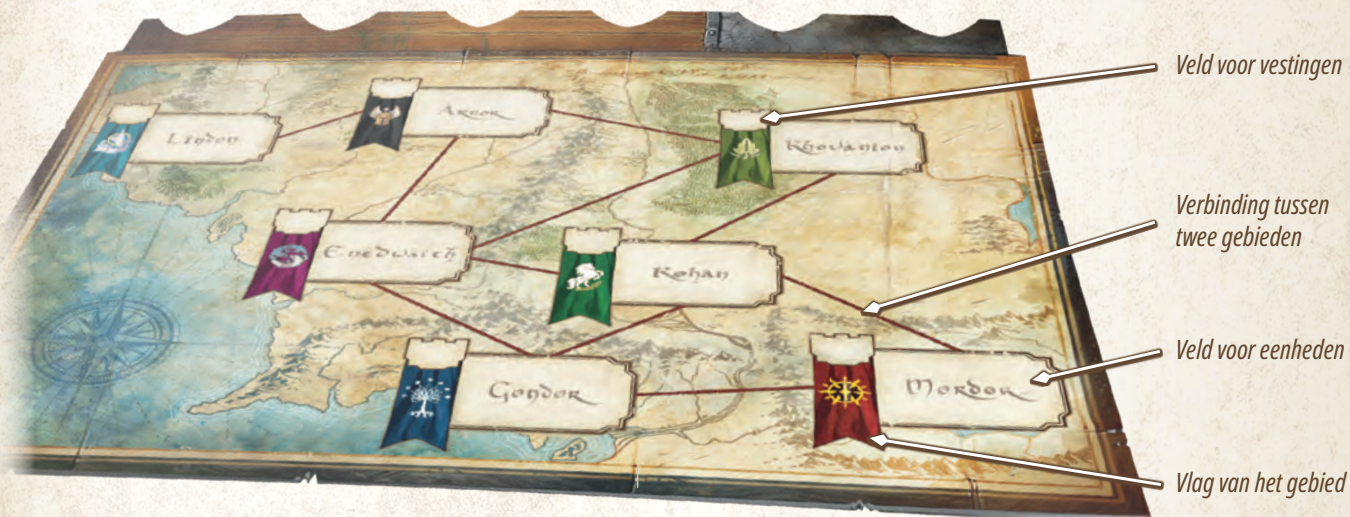 Veld voor vestingen
Arnor
Lindon
Rhovanion
Verbinding tussen
twee gebieden
Enedwaith
Rohan
Veld voor eenheden
Gondor
Mordor
Vlag van het gebied